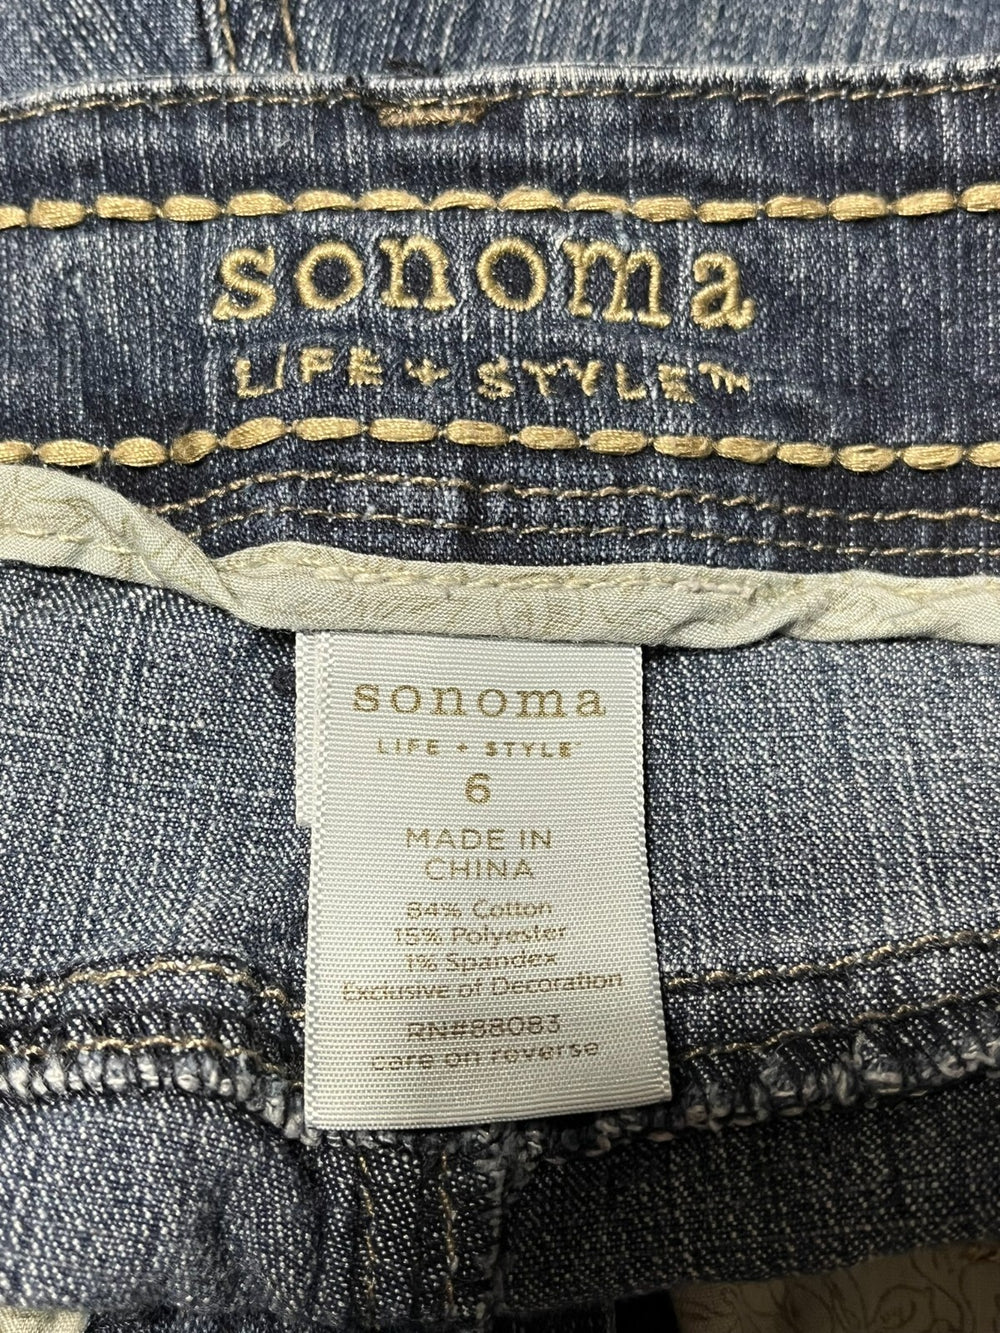 sonoma
LIFE + STYLE™
sonoma
LIFE + STYLE™
6
MADE IN
CHINA
84% Cotton
15% Polyester
1% Spandex
Exclusive of Decoration
RN#88083
care on reverse